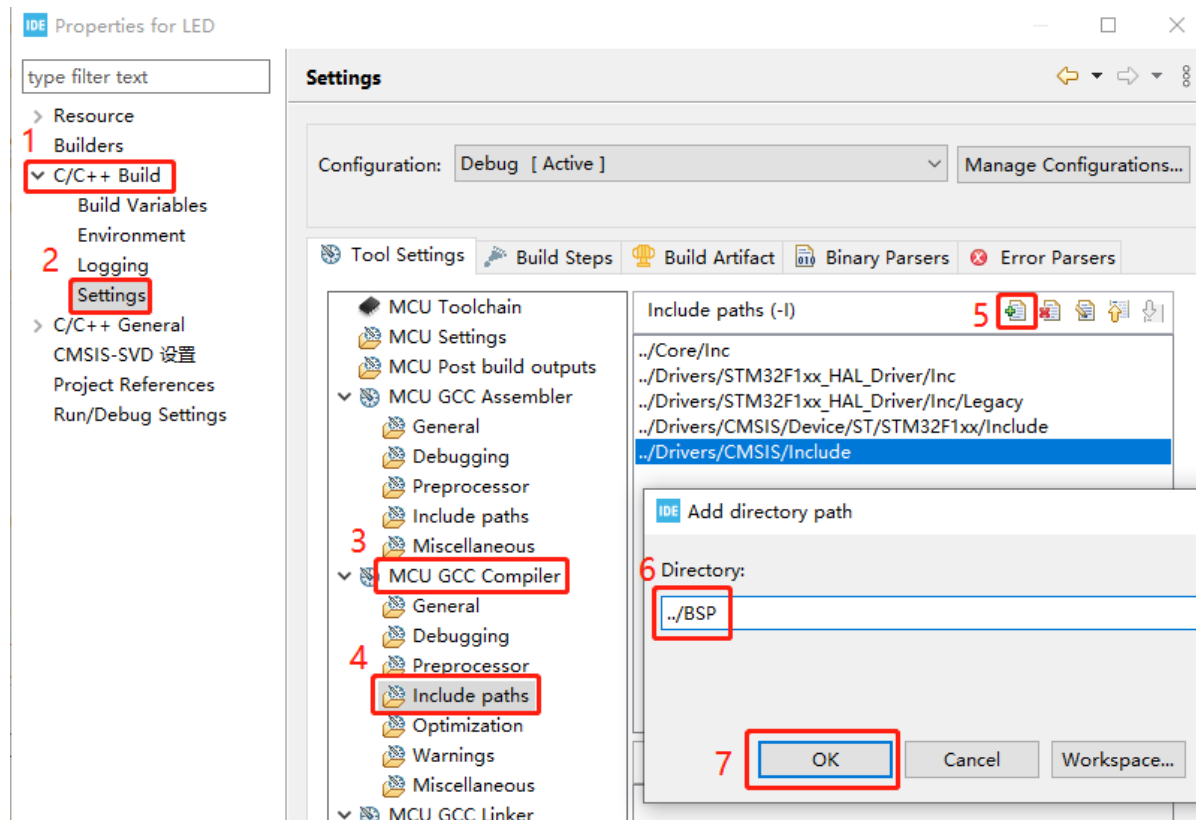 IDE Properties for LED
type filter text
Settings
Resource
1
Builders
C/C++ Build
Build Variables
Environment
2
Logging
Settings
C/C++ General
CMSIS-SVD 设置
Project References
Run/Debug Settings
Configuration: Debug [ Active ] Manage Configurations...
Tool Settings Build Steps Build Artifact Binary Parsers Error Parsers
MCU Toolchain
MCU Settings
MCU Post build outputs
MCU GCC Assembler
General
Debugging
Preprocessor
Include paths
3
Miscellaneous
MCU GCC Compiler
General
Debugging
4
Preprocessor
Include paths
Optimization
Warnings
Miscellaneous
MCU GCC Linker
Include paths (-I) 5
../Core/Inc
../Drivers/STM32F1xx_HAL_Driver/Inc
../Drivers/STM32F1xx_HAL_Driver/Inc/Legacy
../Drivers/CMSIS/Device/ST/STM32F1xx/Include
../Drivers/CMSIS/Include
IDE Add directory path
6 Directory:
../BSP
7 OK Cancel Workspace...